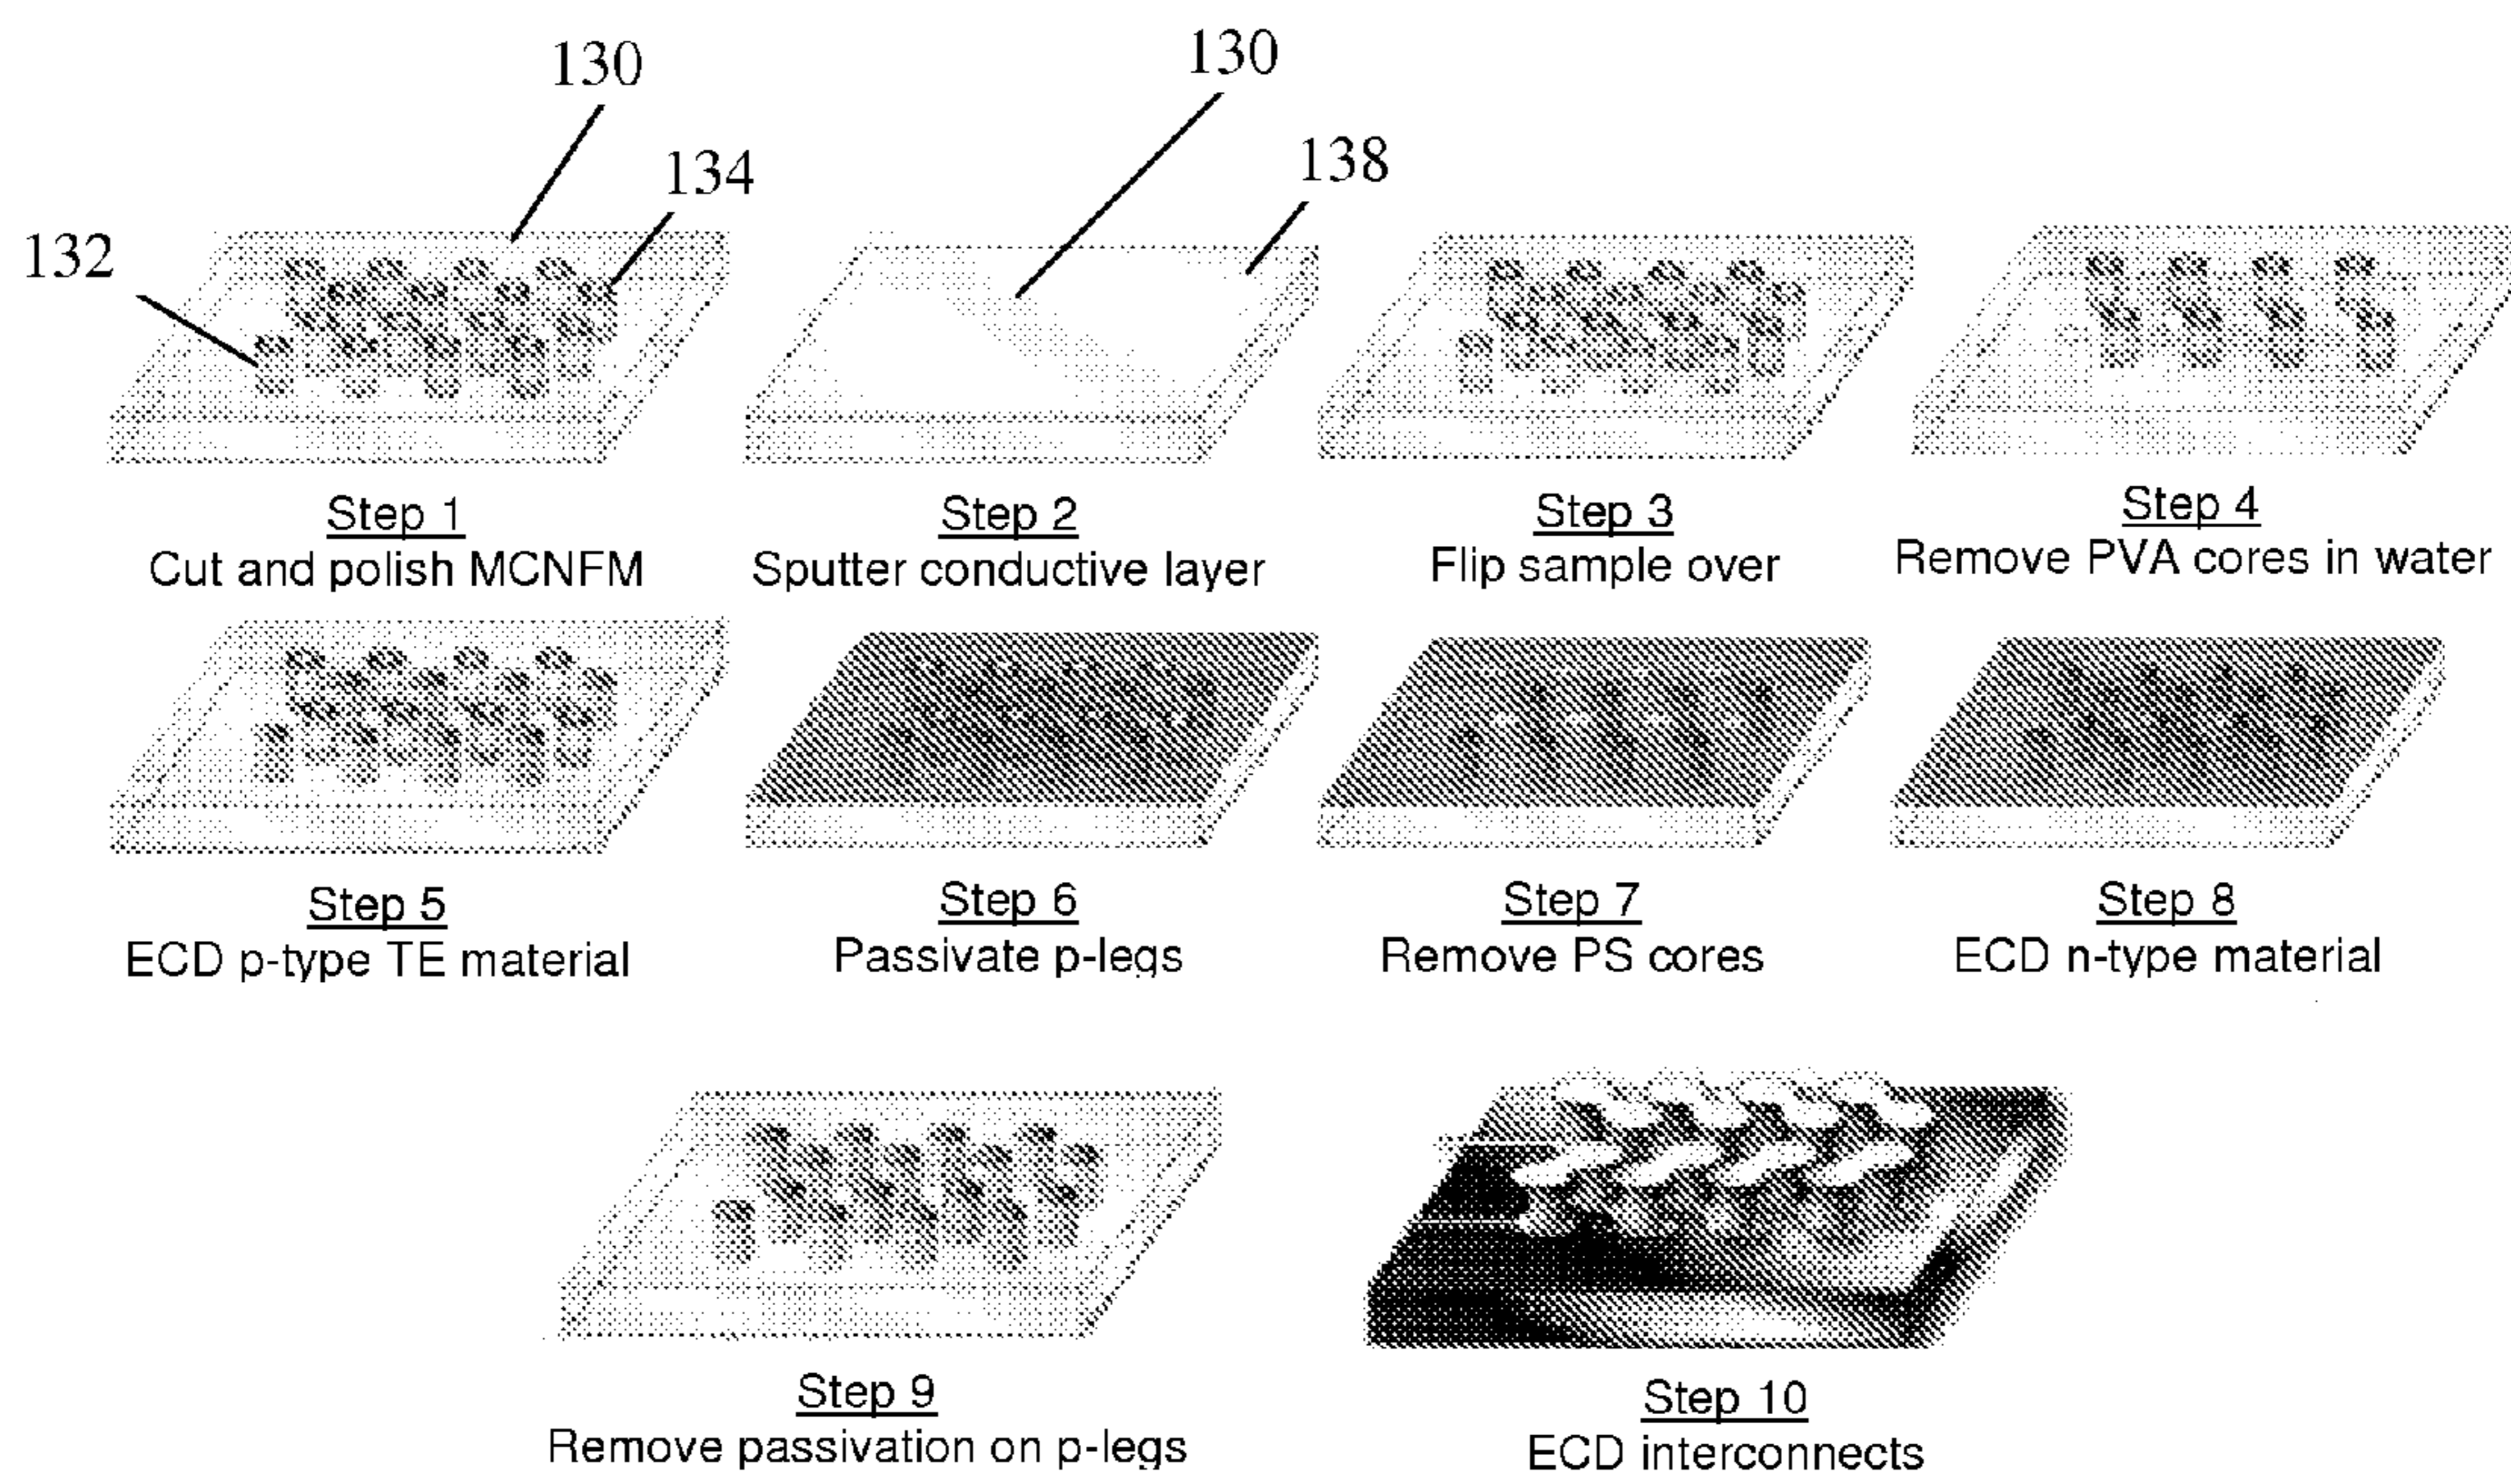 130
130
134
138
132
Step 1
Cut and polish MCNFM
Step 2
Sputter conductive layer
Step 3
Flip sample over
Step 4
Remove PVA cores in water
Step 5
ECD p-type TE material
Step 6
Passivate p-legs
Step 7
Remove PS cores
Step 8
ECD n-type material
Step 9
Remove passivation on p-legs
Step 10
ECD interconnects